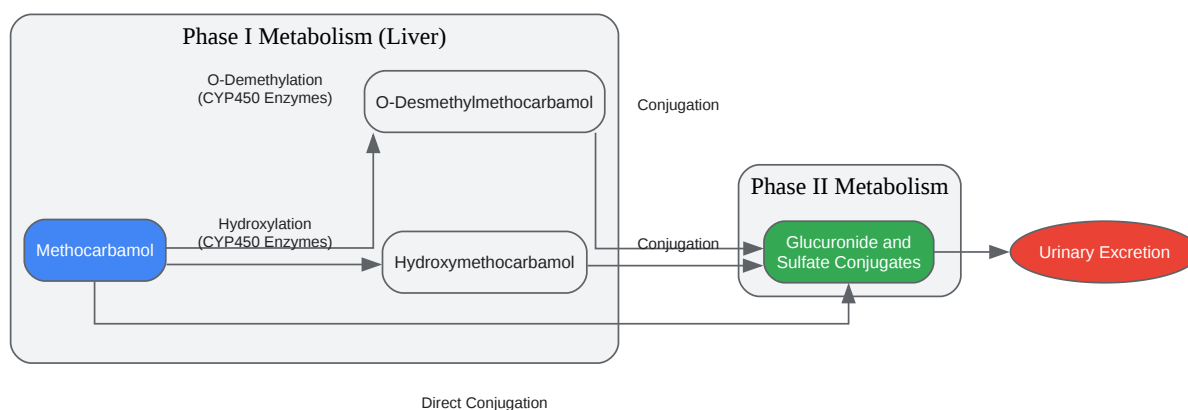 Phase I Metabolism (Liver)
O-Demethylation
(CYP450 Enzymes)
O-Desmethylmethocarbamol
Conjugation
Phase II Metabolism
Methocarbamol
Hydroxylation
(CYP450 Enzymes)
Hydroxymethocarbamol
Conjugation
Glucuronide and
Sulfate Conjugates
Urinary Excretion
Direct Conjugation